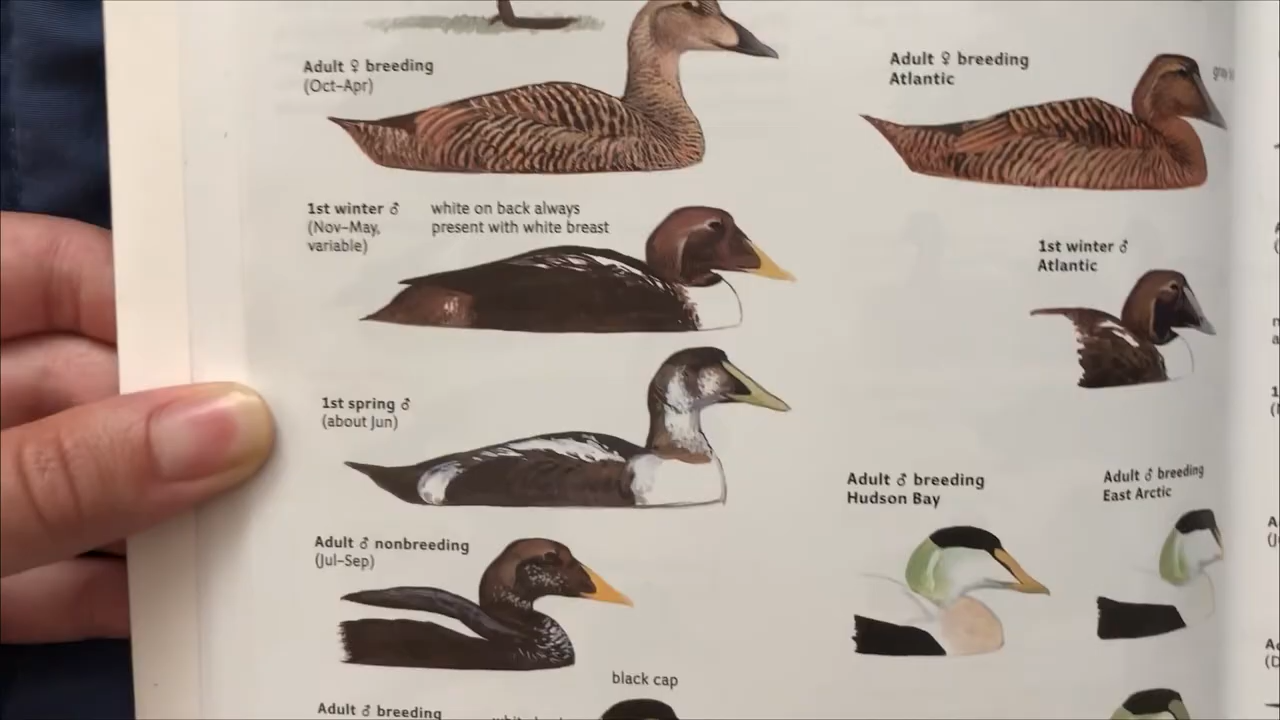 Adult ♀ breeding
(Oct–Apr)
1st winter ♂
(Nov–May,
variable)
white on back always
present with white breast
1st spring ♂
(about Jun)
Adult ♂ nonbreeding
(Jul–Sep)
black cap
Adult ♂ breeding
Adult ♀ breeding
Atlantic
1st winter ♂
Atlantic
Adult ♂ breeding
Hudson Bay
Adult ♂ breeding
East Arctic